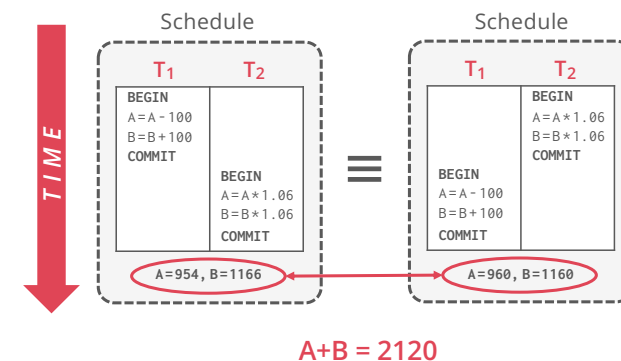 Schedule
Schedule
TIME
T1 T2
BEGIN
A=A-100
B=B+100
COMMIT
BEGIN
A=A*1.06
B=B*1.06
COMMIT
A=954, B=1166
≡
T1 T2
BEGIN
A=A*1.06
B=B*1.06
COMMIT
BEGIN
A=A-100
B=B+100
COMMIT
A=960, B=1160
A+B = 2120